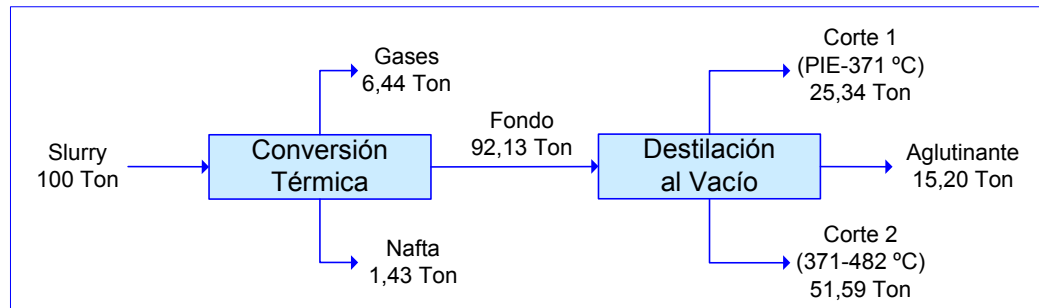 Slurry
100 Ton
Conversión
Térmica
Gases
6,44 Ton
Nafta
1,43 Ton
Fondo
92,13 Ton
Destilación
al Vacío
Corte 1
(PIE-371 ºC)
25,34 Ton
Aglutinante
15,20 Ton
Corte 2
(371-482 ºC)
51,59 Ton